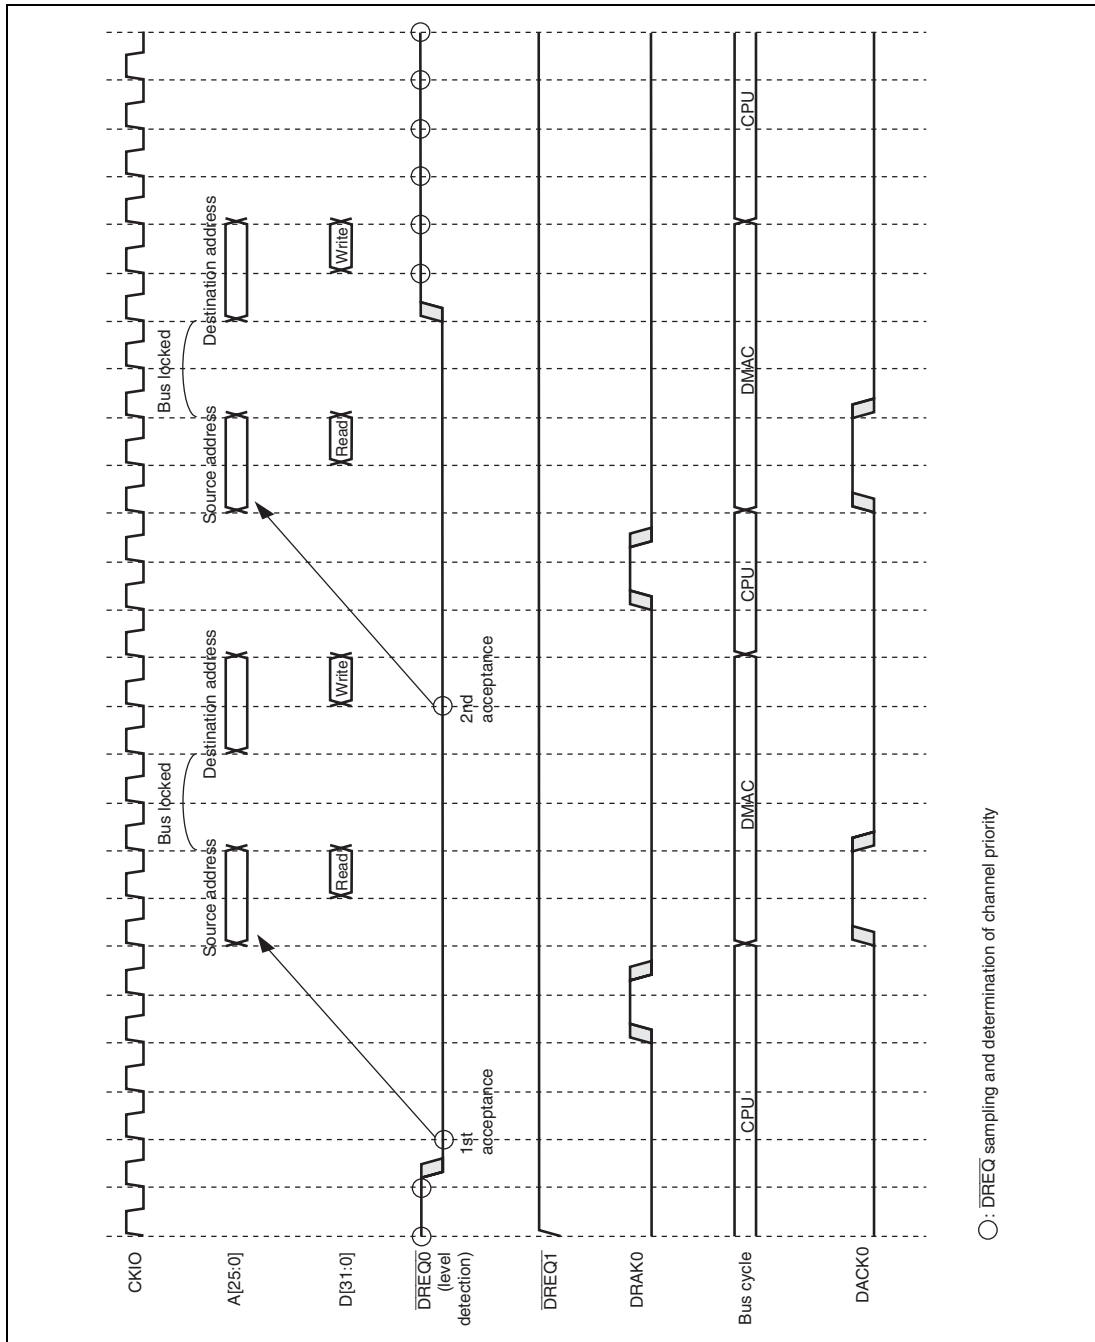 CKIO
Bus locked
Bus locked
Source address
Destination address
Source address
Destination address
A[25:0]
Read
Write
Read
Write
D[31:0]
DREQ0
(level
detection)
1st
acceptance
2nd
acceptance
DREQ1
DRAK0
CPU
DMAC
CPU
DMAC
CPU
Bus cycle
DACK0
: DREQ sampling and determination of channel priority